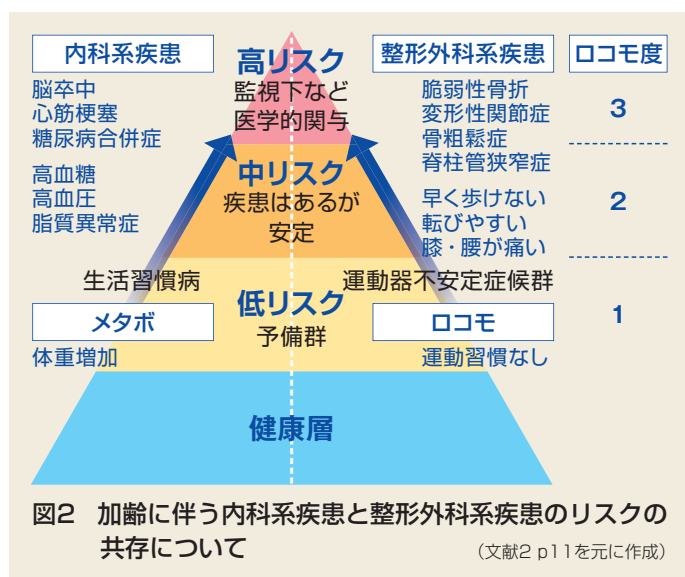 内科系疾患
脳卒中
心筋梗塞
糖尿病合併症
高血糖
高血圧
脂質異常症
生活習慣病
メタボ
体重増加
高リスク
監視下など
医学的関与
中リスク
疾患はあるが
安定
低リスク
予備群
健康層
整形外科系疾患
脆弱性骨折
変形性関節症
骨粗鬆症
脊柱管狭窄症
早く歩けない
転びやすい
膝・腰が痛い
運動器不安定症候群
ロコモ
運動習慣なし
ロコモ度
3
2
1
図2 加齢に伴う内科系疾患と整形外科系疾患のリスクの
共存について
(文献2 p11を元に作成)